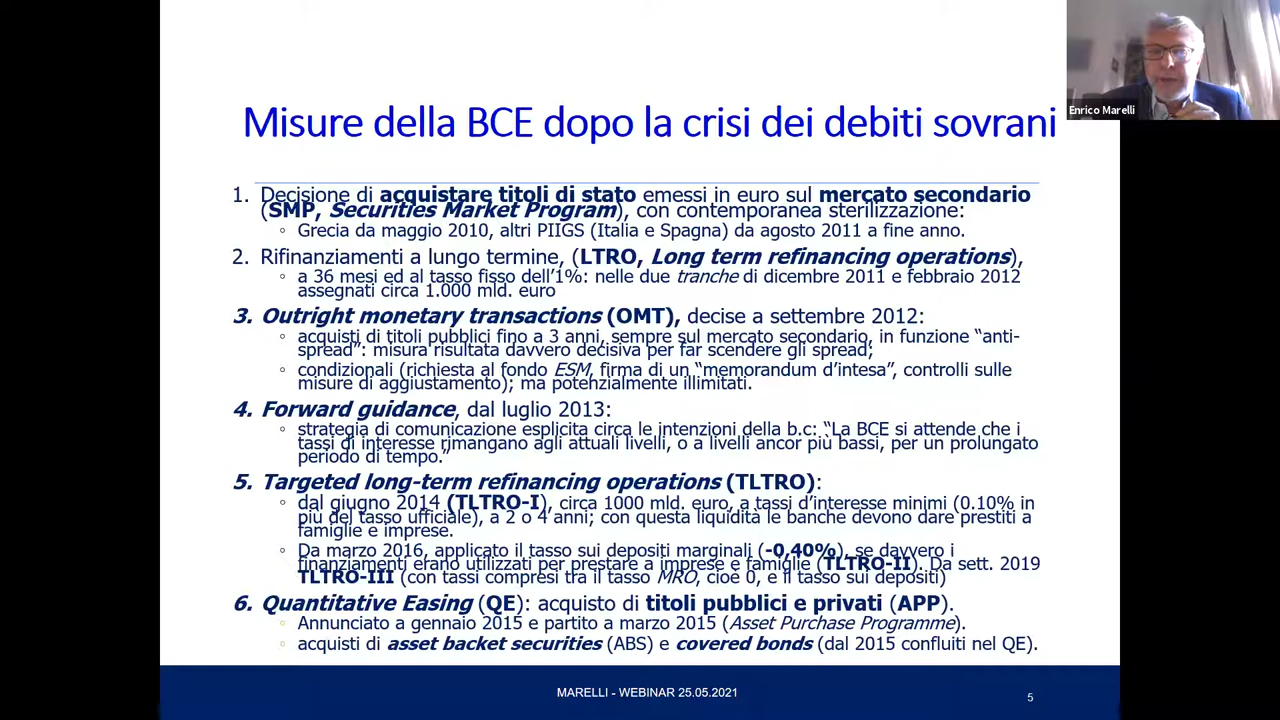 Enrico Marelli
Misure della BCE dopo la crisi dei debiti sovrani
1. Decisione di acquistare titoli di stato emessi in euro sul mercato secondario
(SMP, Securities Market Program), con contemporanea sterilizzazione:
◦ Grecia da maggio 2010, altri PIIGS (Italia e Spagna) da agosto 2011 a fine anno.
2. Rifinanziamenti a lungo termine, (LTRO, Long term refinancing operations),
◦ a 36 mesi ed al tasso fisso dell’1%: nelle due tranche di dicembre 2011 e febbraio 2012
assegnati circa 1.000 mld. euro
3. Outright monetary transactions (OMT), decise a settembre 2012:
◦ acquisti di titoli pubblici fino a 3 anni, sempre sul mercato secondario, in funzione “anti-
spread”: misura risultata davvero decisiva per far scendere gli spread;
◦ condizionali (richiesta al fondo ESM, firma di un “memorandum d’intesa”, controlli sulle
misure di aggiustamento); ma potenzialmente illimitati.
4. Forward guidance, dal luglio 2013:
◦ strategia di comunicazione esplicita circa le intenzioni della b.c: “La BCE si attende che i
tassi di interesse rimangano agli attuali livelli, o a livelli ancor più bassi, per un prolungato
periodo di tempo.”
5. Targeted long-term refinancing operations (TLTRO):
◦ dal giugno 2014 (TLTRO-I), circa 1000 mld. euro, a tassi d’interesse minimi (0.10% in
più del tasso ufficiale), a 2 o 4 anni; con questa liquidità le banche devono dare prestiti a
famiglie e imprese.
◦ Da marzo 2016, applicato il tasso sui depositi marginali (-0,40%), se davvero i
finanziamenti erano utilizzati per prestare a imprese e famiglie (TLTRO-II). Da sett. 2019
TLTRO-III (con tassi compresi tra il tasso MRO, cioè 0, e il tasso sui depositi)
6. Quantitative Easing (QE): acquisto di titoli pubblici e privati (APP).
◦ Annunciato a gennaio 2015 e partito a marzo 2015 (Asset Purchase Programme).
◦ acquisti di asset backet securities (ABS) e covered bonds (dal 2015 confluiti nel QE).
MARELLI - WEBINAR 25.05.2021
5